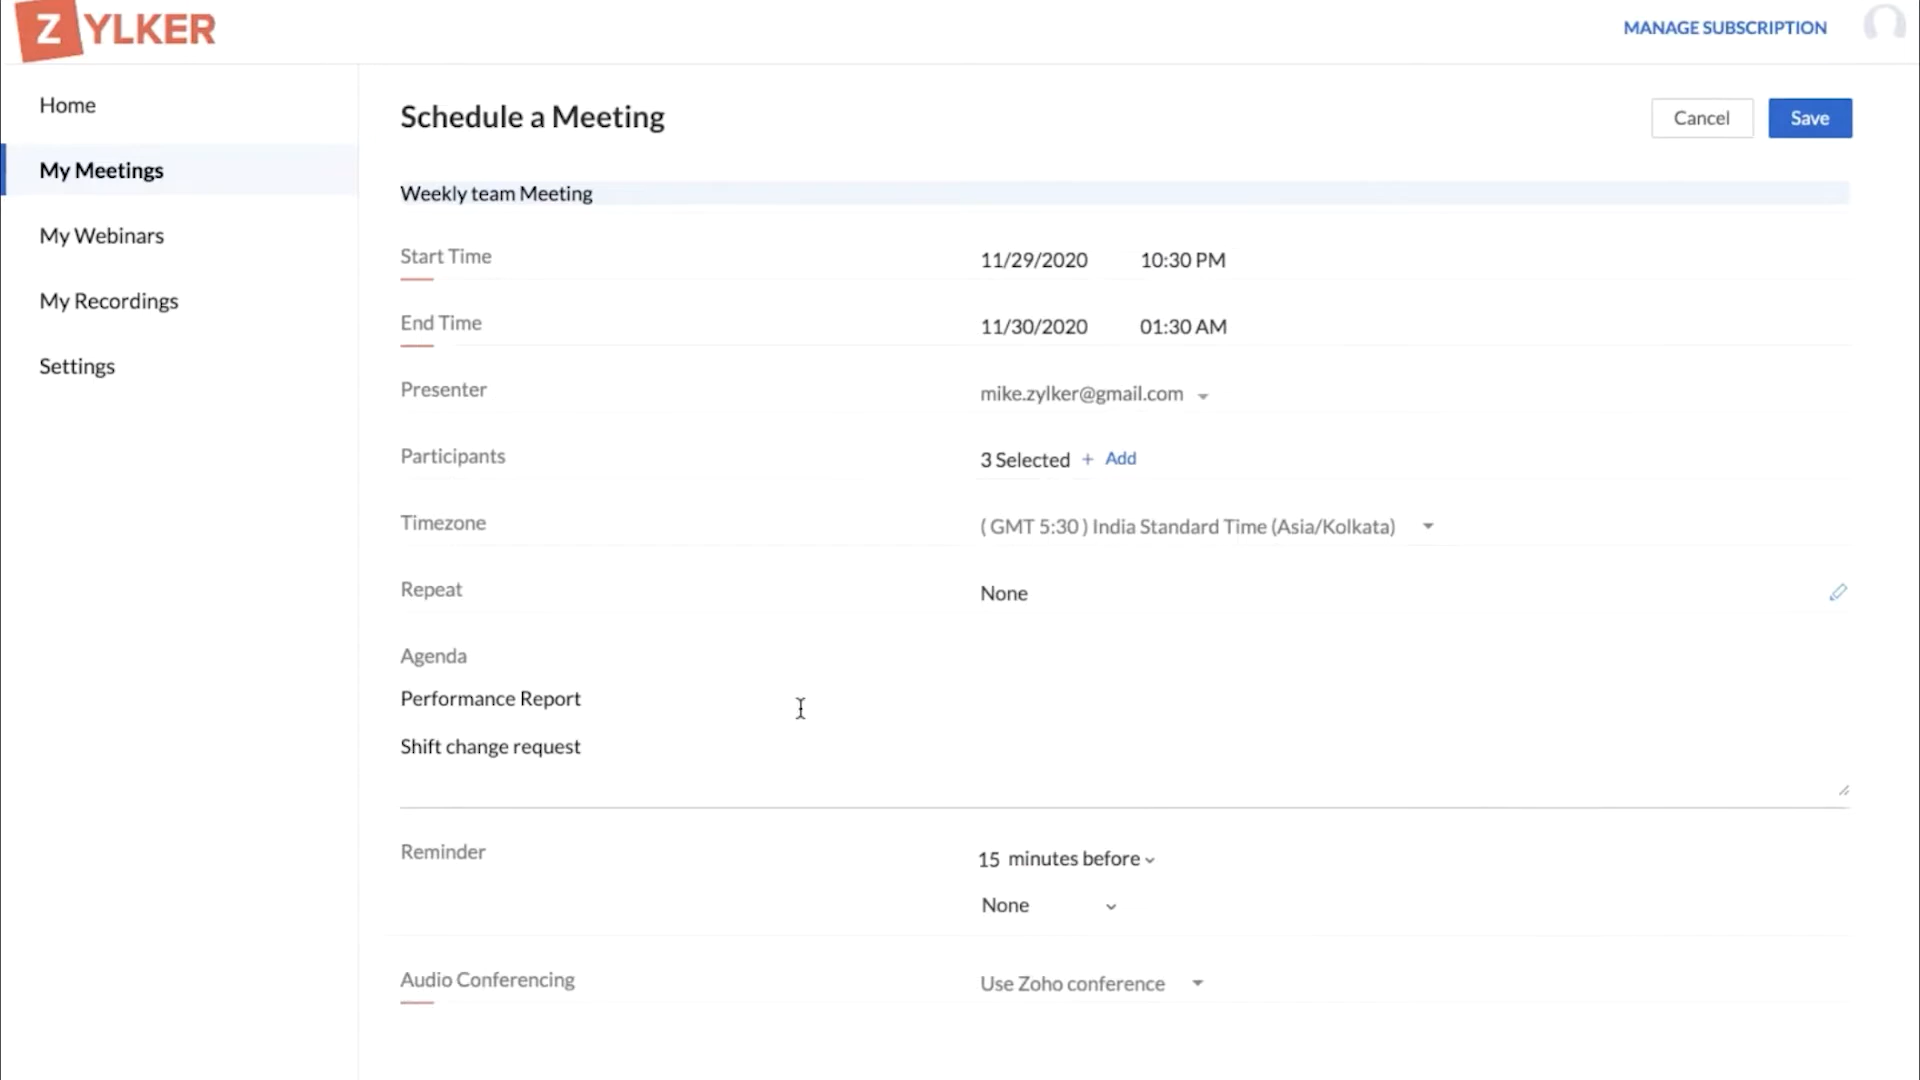 ZYLKER
MANAGE SUBSCRIPTION
Home
My Meetings
My Webinars
My Recordings
Settings
Schedule a Meeting
Cancel
Save
Weekly team Meeting
Start Time
11/29/2020 10:30 PM
End Time
11/30/2020 01:30 AM
Presenter
mike.zylker@gmail.com
Participants
3 Selected + Add
Timezone
( GMT 5:30 ) India Standard Time (Asia/Kolkata)
Repeat
None
Agenda
Performance Report
Shift change request
Reminder
15 minutes before
None
Audio Conferencing
Use Zoho conference